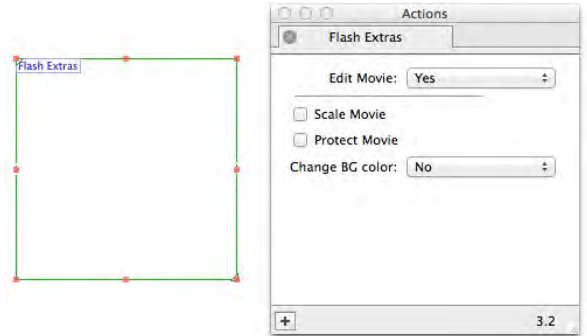 Flash Extras
Actions
Flash Extras
Edit Movie: Yes
Scale Movie
Protect Movie
Change BG color: No
3.2